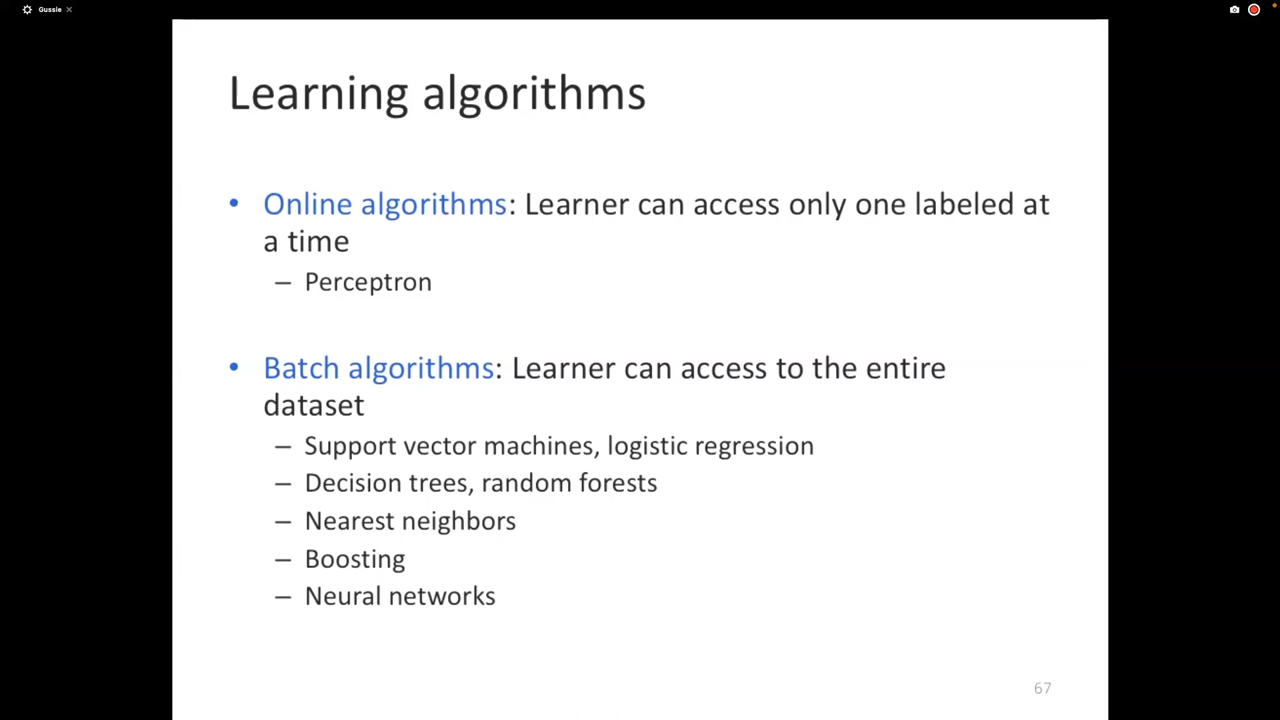 Gussie
Learning algorithms
• Online algorithms: Learner can access only one labeled at
a time
– Perceptron
• Batch algorithms: Learner can access to the entire
dataset
– Support vector machines, logistic regression
– Decision trees, random forests
– Nearest neighbors
– Boosting
– Neural networks
67